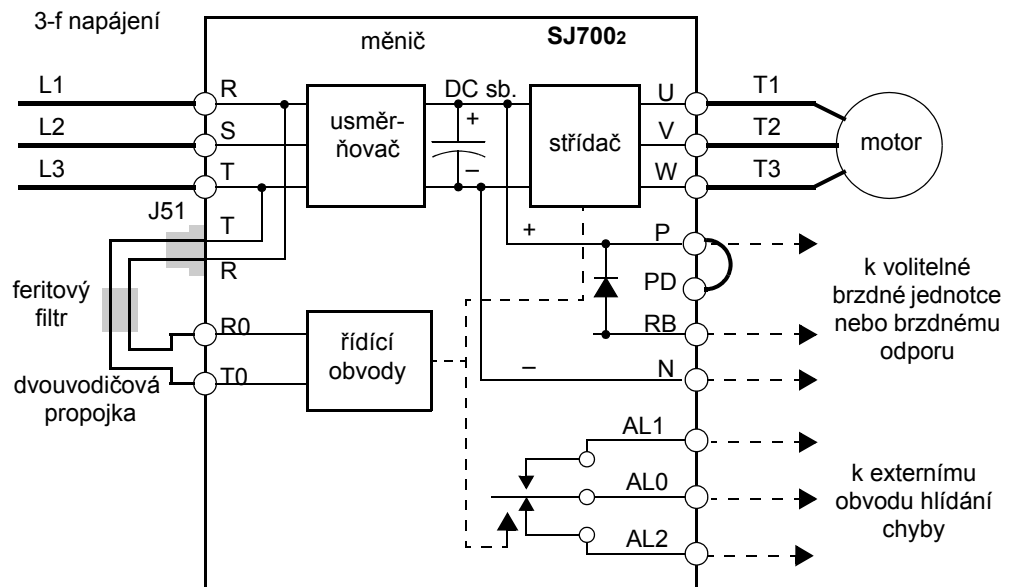 3-f napájení
měnič
SJ7002
L1
R
DC sb.
U
T1
L2
S
usměr-
ňovač
+
střídač
V
T2
motor
L3
T
–
W
T3
J51
T
+
P
R
PD
k volitelné
brzdné jednotce
nebo brzdnému
odporu
feritový
filtr
R0
řídící
obvody
RB
T0
–
N
dvouvodičová
propojka
AL1
AL0
k externímu
obvodu hlídání
chyby
AL2